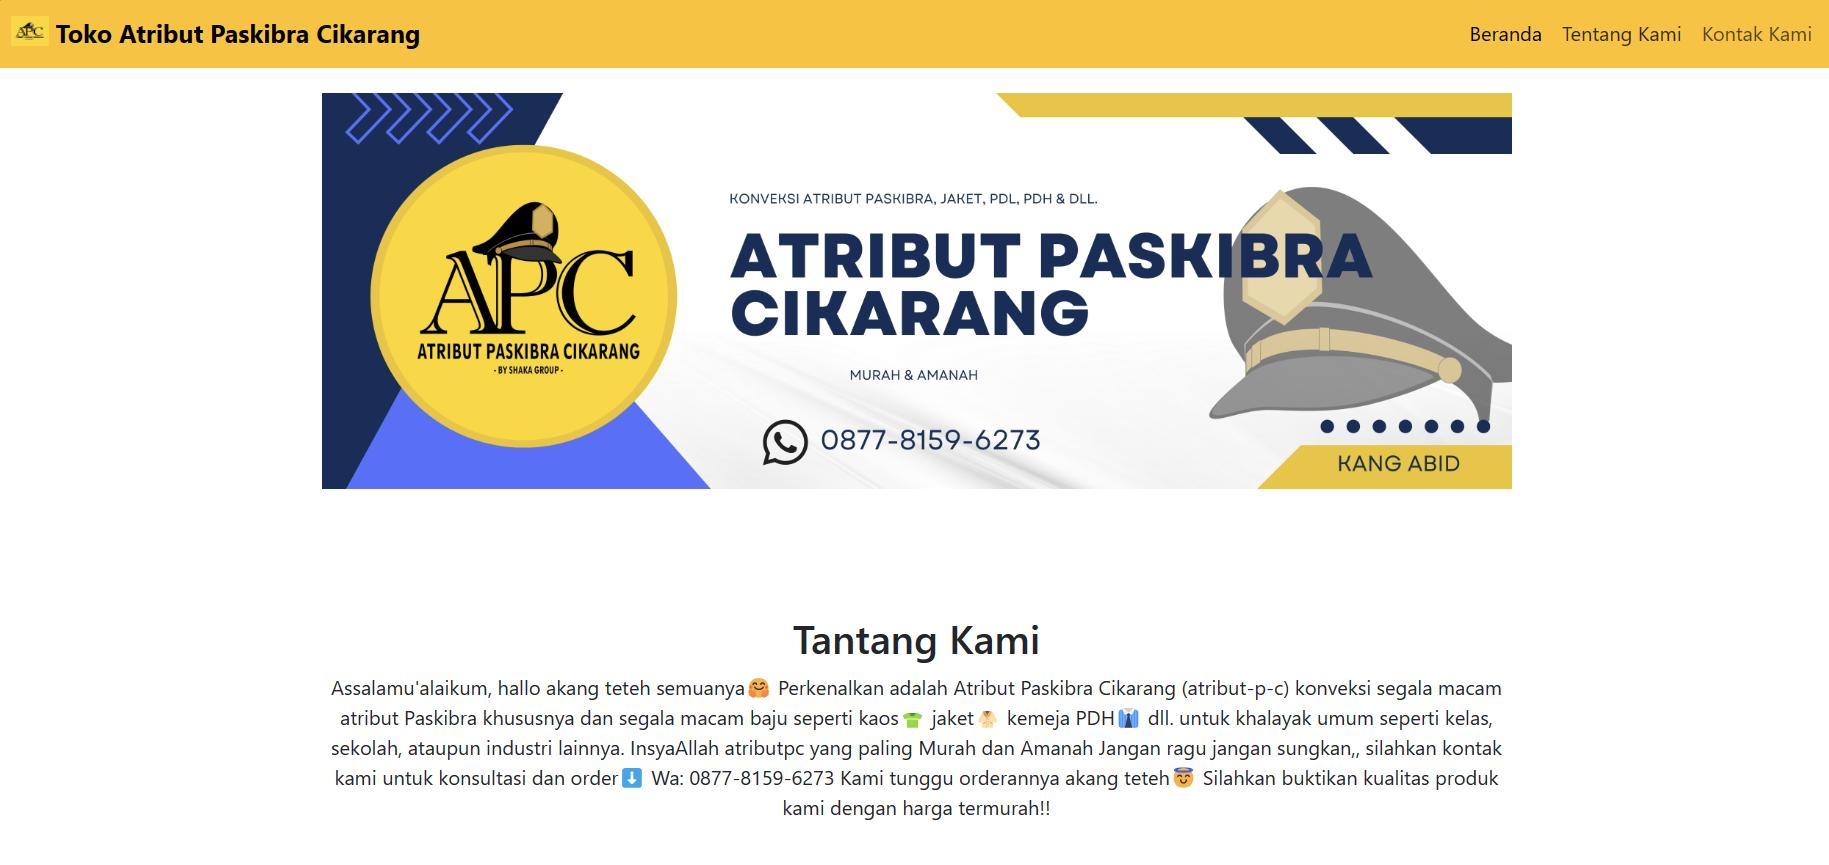 APC
Toko Atribut Paskibra Cikarang
Beranda
Tentang Kami
Kontak Kami
APC
ATRIBUT PASKIBRA CIKARANG
- BY SHAKA GROUP -
KONVEKSI ATRIBUT PASKIBRA, JAKET, PDL, PDH & DLL.
ATRIBUT PASKIBRA
CIKARANG
MURAH & AMANAH
0877-8159-6273
KANG ABID
Tantang Kami
Assalamu'alaikum, hallo akang teteh semuanya🤗 Perkenalkan adalah Atribut Paskibra Cikarang (atribut-p-c) konveksi segala macam
atribut Paskibra khususnya dan segala macam baju seperti kaos👕 jaket🧥 kemeja PDH👔 dll. untuk khalayak umum seperti kelas,
sekolah, ataupun industri lainnya. InsyaAllah atributpc yang paling Murah dan Amanah Jangan ragu jangan sungkan,, silahkan kontak
kami untuk konsultasi dan order⬇️ Wa: 0877-8159-6273 Kami tunggu orderannya akang teteh😇 Silahkan buktikan kualitas produk
kami dengan harga termurah!!